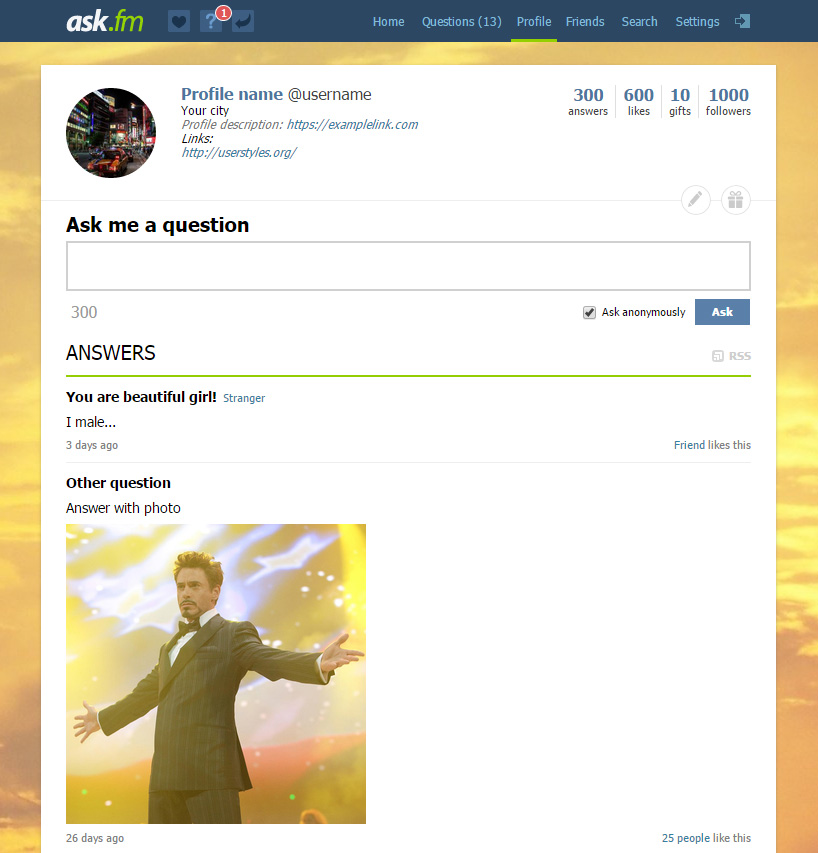 ask.fm ? 1 Home Questions (13) Profile Friends Search Settings
Profile name @username
Your city
Profile description: https://examplelink.com
Links:
http://userstyles.org/
300 600 10 1000
answers likes gifts followers
Ask me a question
300 Ask anonymously Ask
ANSWERS RSS
You are beautiful girl! Stranger
I male...
3 days ago Friend likes this
Other question
Answer with photo
26 days ago 25 people like this